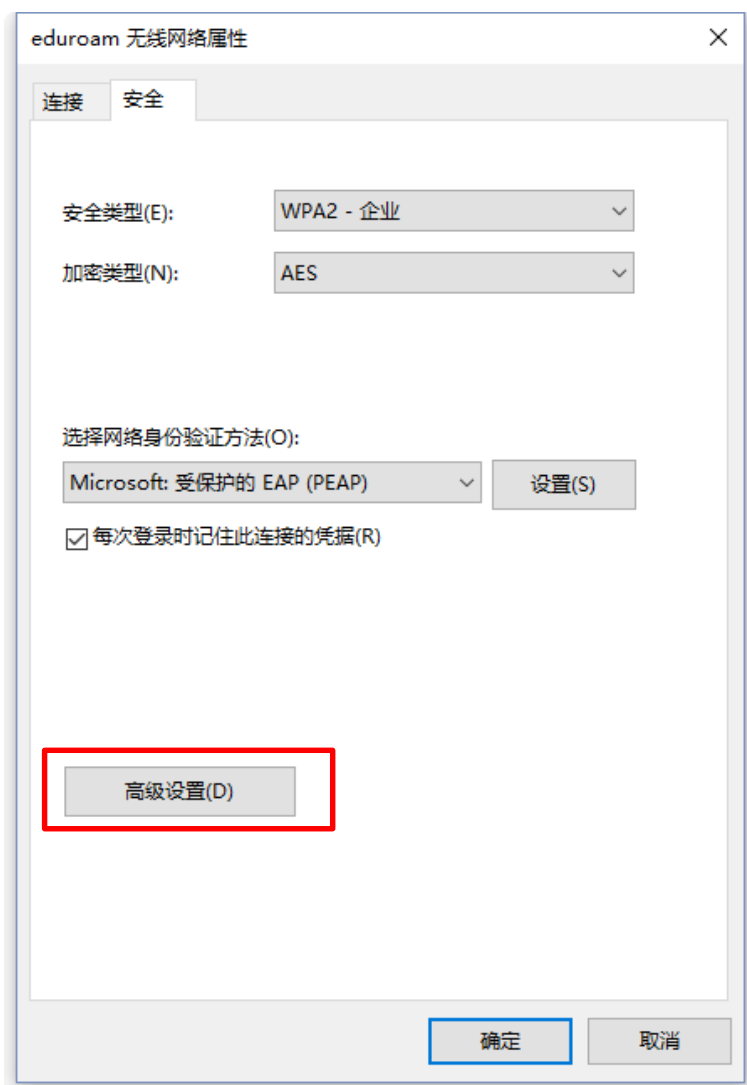 eduroam 无线网络属性
连接 安全
安全类型(E): WPA2 - 企业
加密类型(N): AES
选择网络身份验证方法(O):
Microsoft: 受保护的 EAP (PEAP) 设置(S)
每次登录时记住此连接的凭据(R)
高级设置(D)
确定 取消